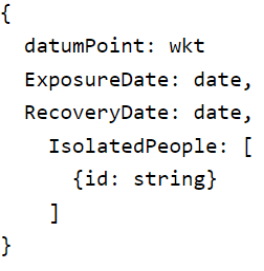 {
  datumPoint: wkt
  ExposureDate: date,
  RecoveryDate: date,
    IsolatedPeople: [
      {id: string}
    ]
}